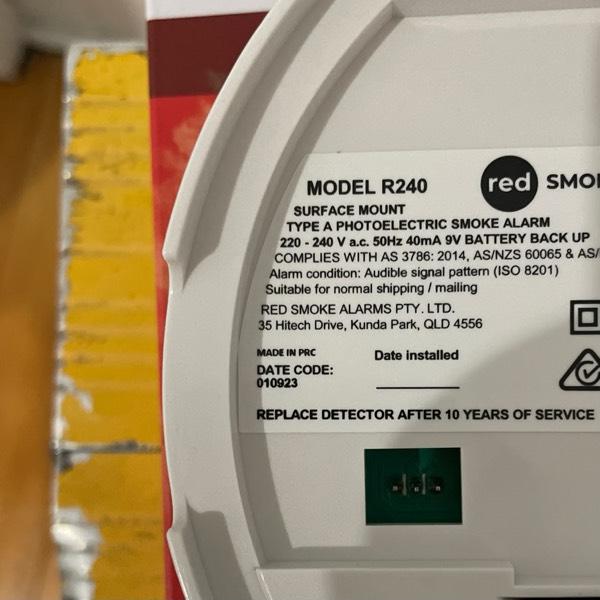 MODEL R240
red
SURFACE MOUNT
TYPE A PHOTOELECTRIC SMOKE ALARM
220 - 240 V a.c. 50Hz 40mA 9V BATTERY BACK UP
COMPLIES WITH AS 3786: 2014, AS/NZS 60065 & AS/
Alarm condition: Audible signal pattern (ISO 8201)
Suitable for normal shipping / mailing
RED SMOKE ALARMS PTY. LTD.
35 Hitech Drive, Kunda Park, QLD 4556
MADE IN PRC Date installed
DATE CODE:
010923
REPLACE DETECTOR AFTER 10 YEARS OF SERVICE